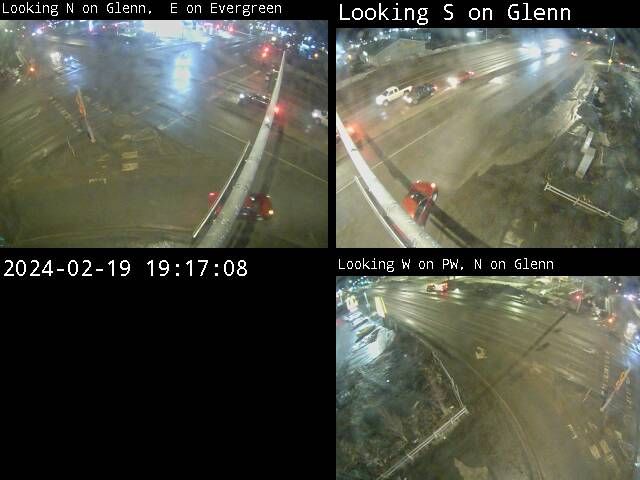 Looking N on Glenn, E on Evergreen
Looking S on Glenn
2024-02-19 19:17:08
Looking W on PW, N on Glenn